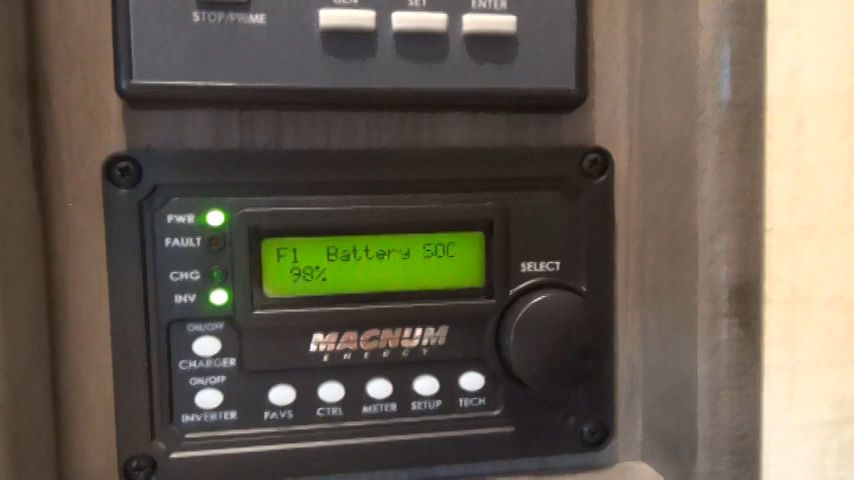 GEN SET ENTER
STOP/PRIME
PWR
FAULT
CHG
INV
F1 Battery SOC
98%
SELECT
ON/OFF
CHARGER
ON/OFF
INVERTER
MAGNUM
ENERGY
FAVS CTRL METER SETUP TECH